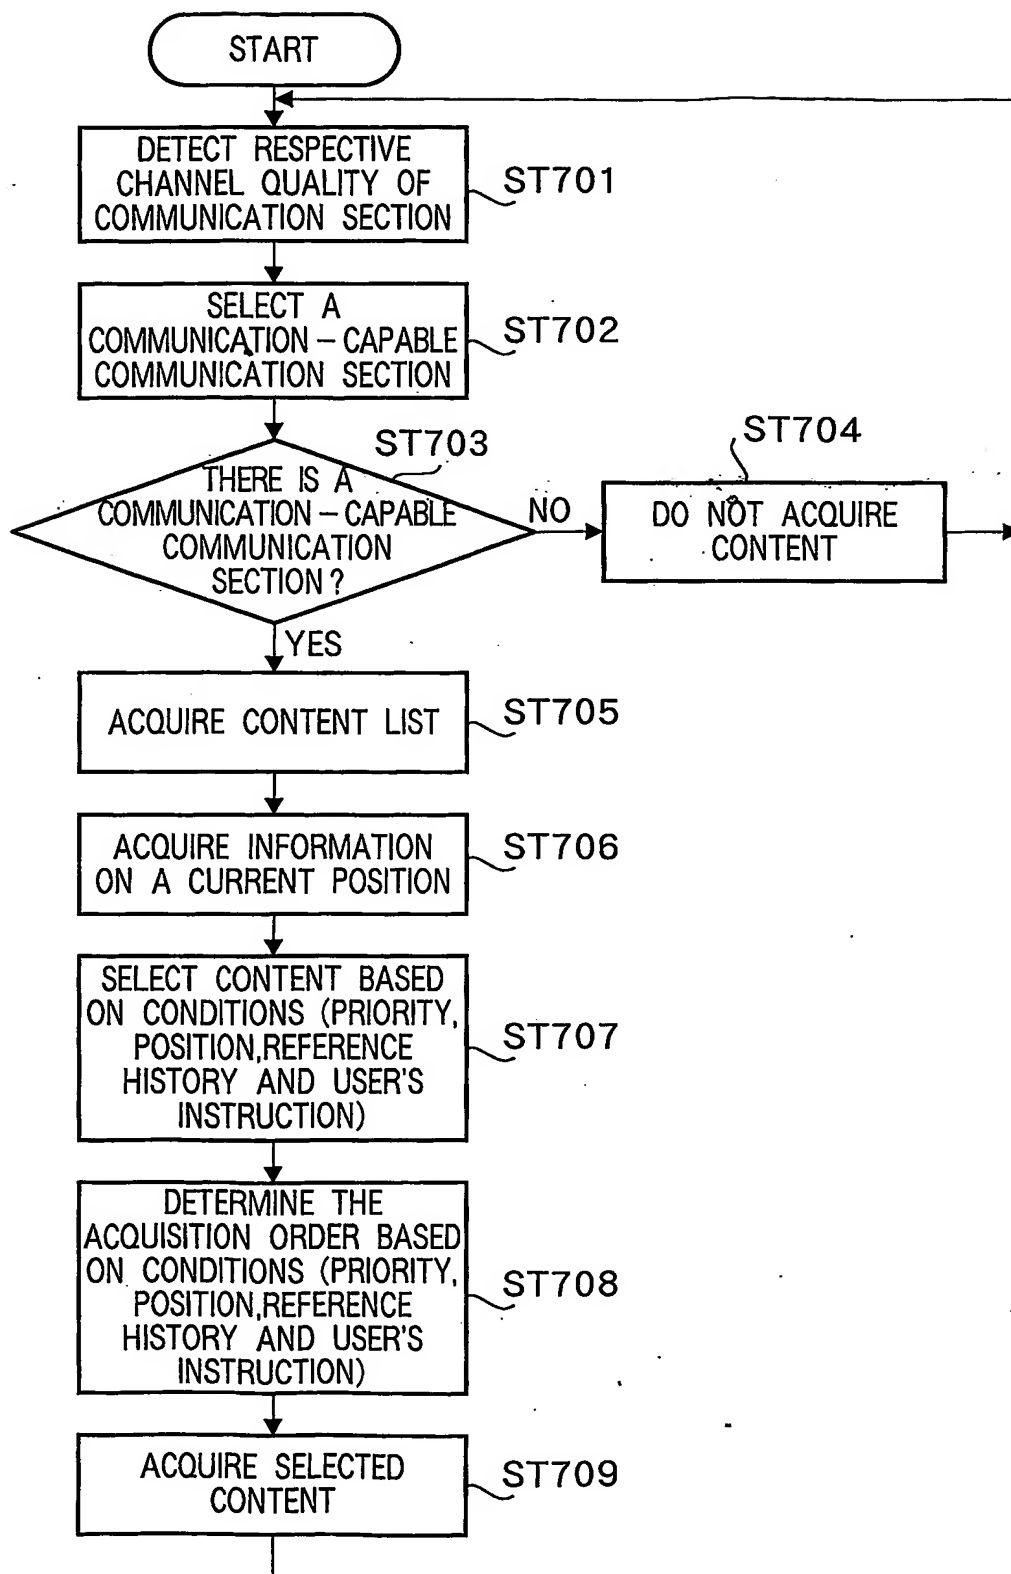 START
DETECT RESPECTIVE
CHANNEL QUALITY OF
COMMUNICATION SECTION
ST701
SELECT A
COMMUNICATION – CAPABLE
COMMUNICATION SECTION
ST702
ST703
THERE IS A
COMMUNICATION – CAPABLE
COMMUNICATION
SECTION?
NO
ST704
DO NOT ACQUIRE
CONTENT
YES
ACQUIRE CONTENT LIST
ST705
ACQUIRE INFORMATION
ON A CURRENT POSITION
ST706
SELECT CONTENT BASED
ON CONDITIONS (PRIORITY,
POSITION,REFERENCE
HISTORY AND USER'S
INSTRUCTION)
ST707
DETERMINE THE
ACQUISITION ORDER BASED
ON CONDITIONS (PRIORITY,
POSITION,REFERENCE
HISTORY AND USER'S
INSTRUCTION)
ST708
ACQUIRE SELECTED
CONTENT
ST709